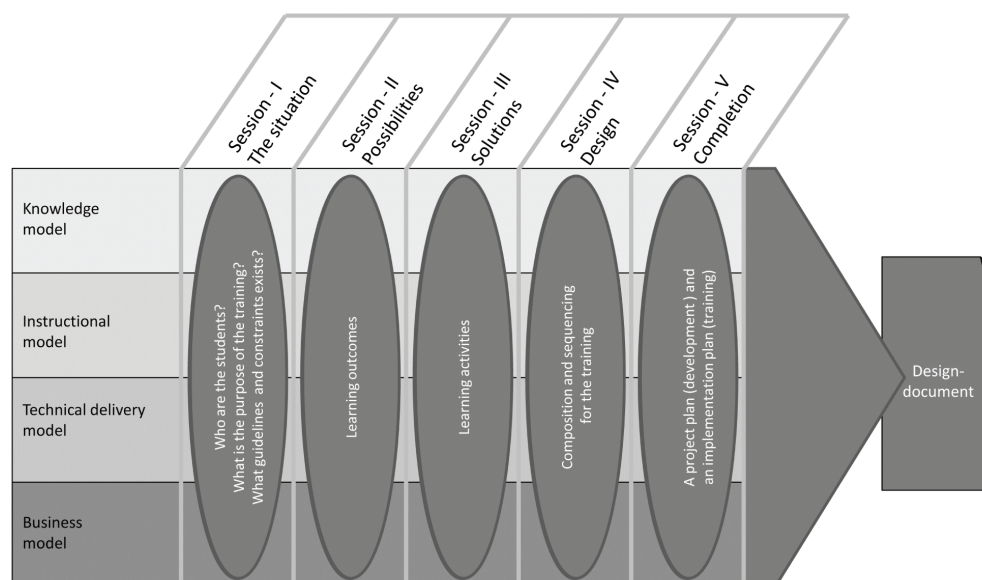 Session - I
The situation
Session - II
Possibilities
Session - III
Solutions
Session - IV
Design
Session - V
Completion
Knowledge
model
Instructional
model
Technical delivery
model
Business
model
Who are the students?
What is the purpose of the training?
What guidelines and constraints exists?
Learning outcomes
Learning activities
Composition and sequencing
for the training
A project plan (development ) and
an implementation plan (training)
Design-
document